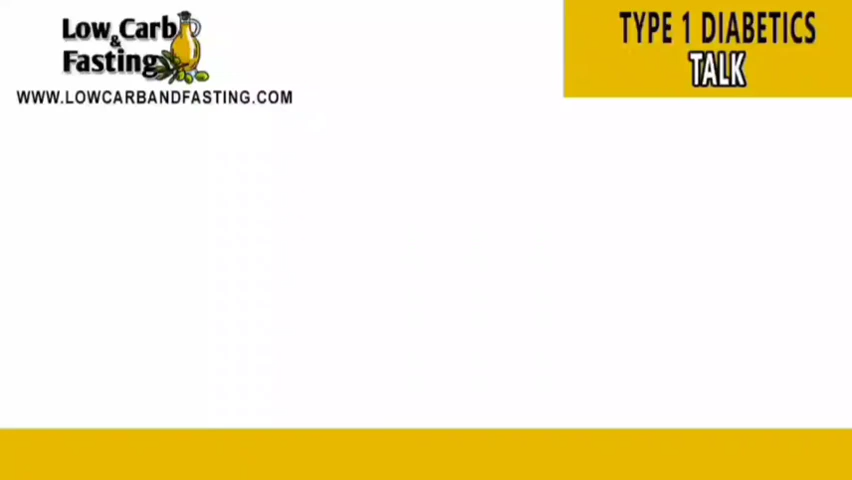 Low Carb
&
Fasting
WWW.LOWCARBANDFASTING.COM
TYPE 1 DIABETICS
TALK